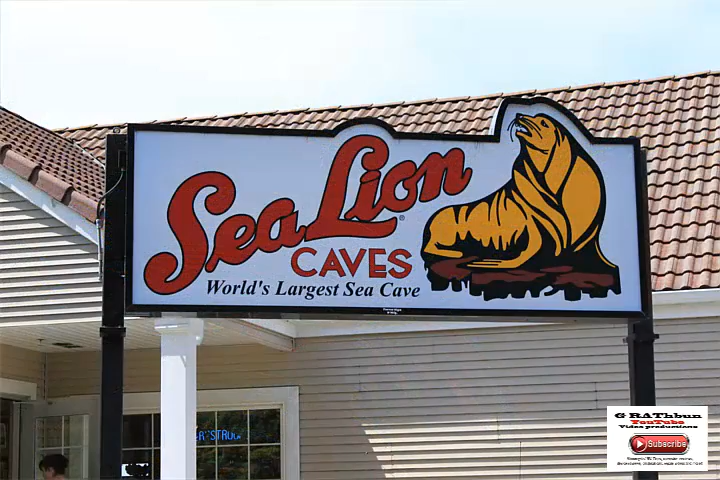 Sea Lion
CAVES
World's Largest Sea Cave
G RAThbun
YouTube
Video productions
Subscribe